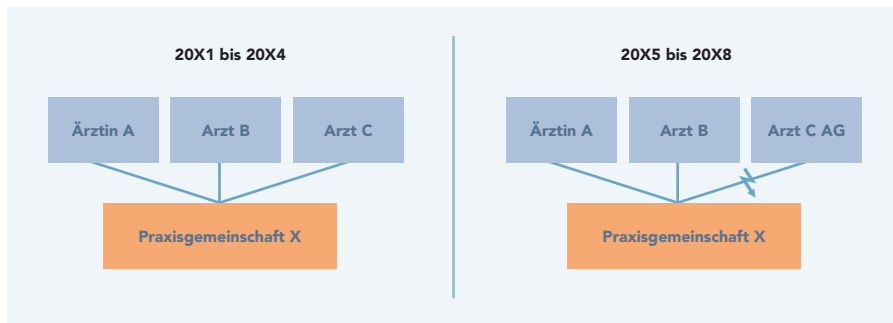 20X1 bis 20X4
Ärztin A
Arzt B
Arzt C
Praxisgemeinschaft X
20X5 bis 20X8
Ärztin A
Arzt B
Arzt C AG
Praxisgemeinschaft X